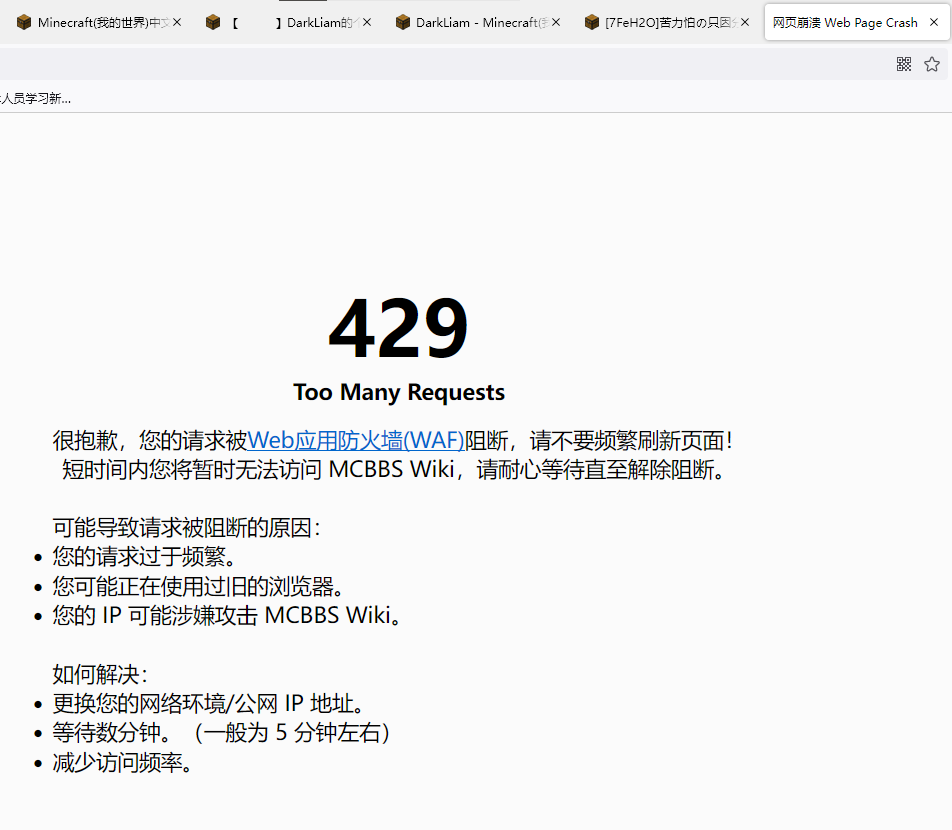 Minecraft(我的世界)中文
【 】DarkLiam的个
DarkLiam - Minecraft(我
[7FeH2O]苦力怕の只因分
网页崩溃 Web Page Crash
人员学习新...
429
Too Many Requests
很抱歉，您的请求被Web应用防火墙(WAF)阻断，请不要频繁刷新页面！
短时间内您将暂时无法访问 MCBBS Wiki，请耐心等待直至解除阻断。
可能导致请求被阻断的原因：
您的请求过于频繁。
您可能正在使用过旧的浏览器。
您的 IP 可能涉嫌攻击 MCBBS Wiki。
如何解决：
更换您的网络环境/公网 IP 地址。
等待数分钟。（一般为 5 分钟左右）
减少访问频率。